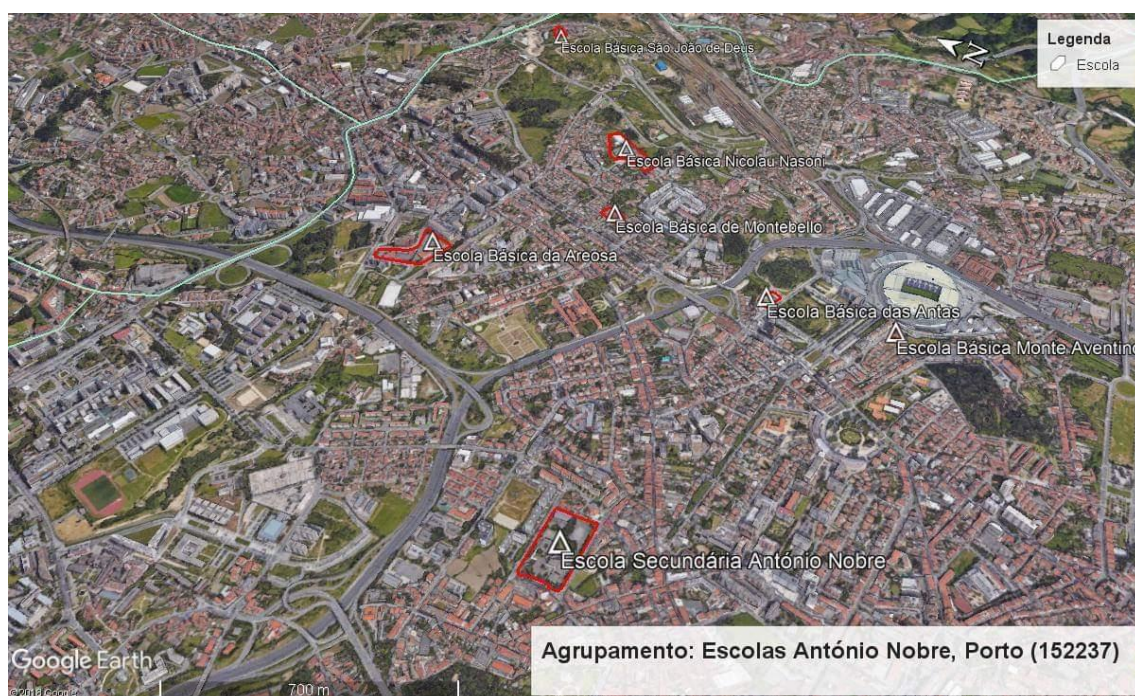 Legenda
Escola
N
Escola Básica São João de Deus
Escola Básica Nicolau Nasoni
Escola Básica de Montebello
Escola Básica da Areosa
Escola Básica das Antas
Escola Básica Monte Aventino
Escola Secundária António Nobre
Agrupamento: Escolas António Nobre, Porto (152237)
Google Earth
©2018 Google
700 m